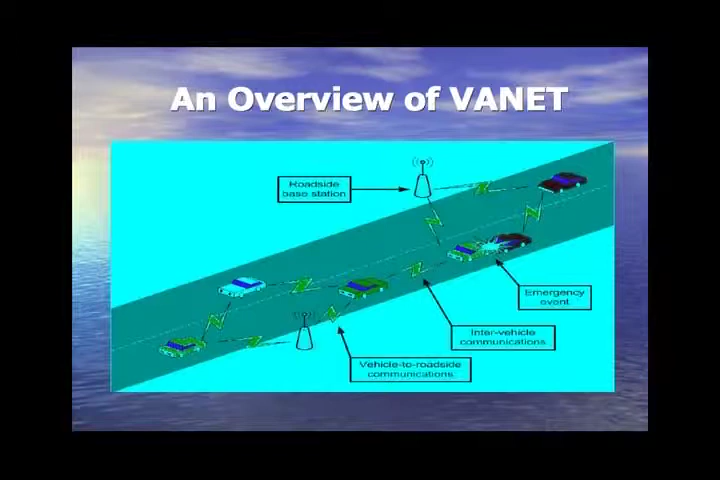 An Overview of VANET
Roadside
base station
Emergency
event
Inter-vehicle
communications
Vehicle-to-roadside
communications